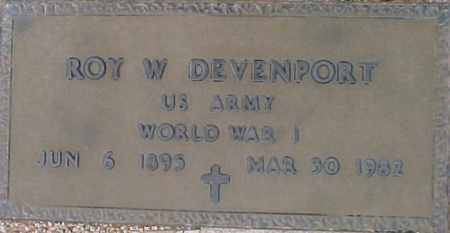 ROY W DEVENPORT
US ARMY
WORLD WAR I
JUN 6 1895 MAR 30 1982